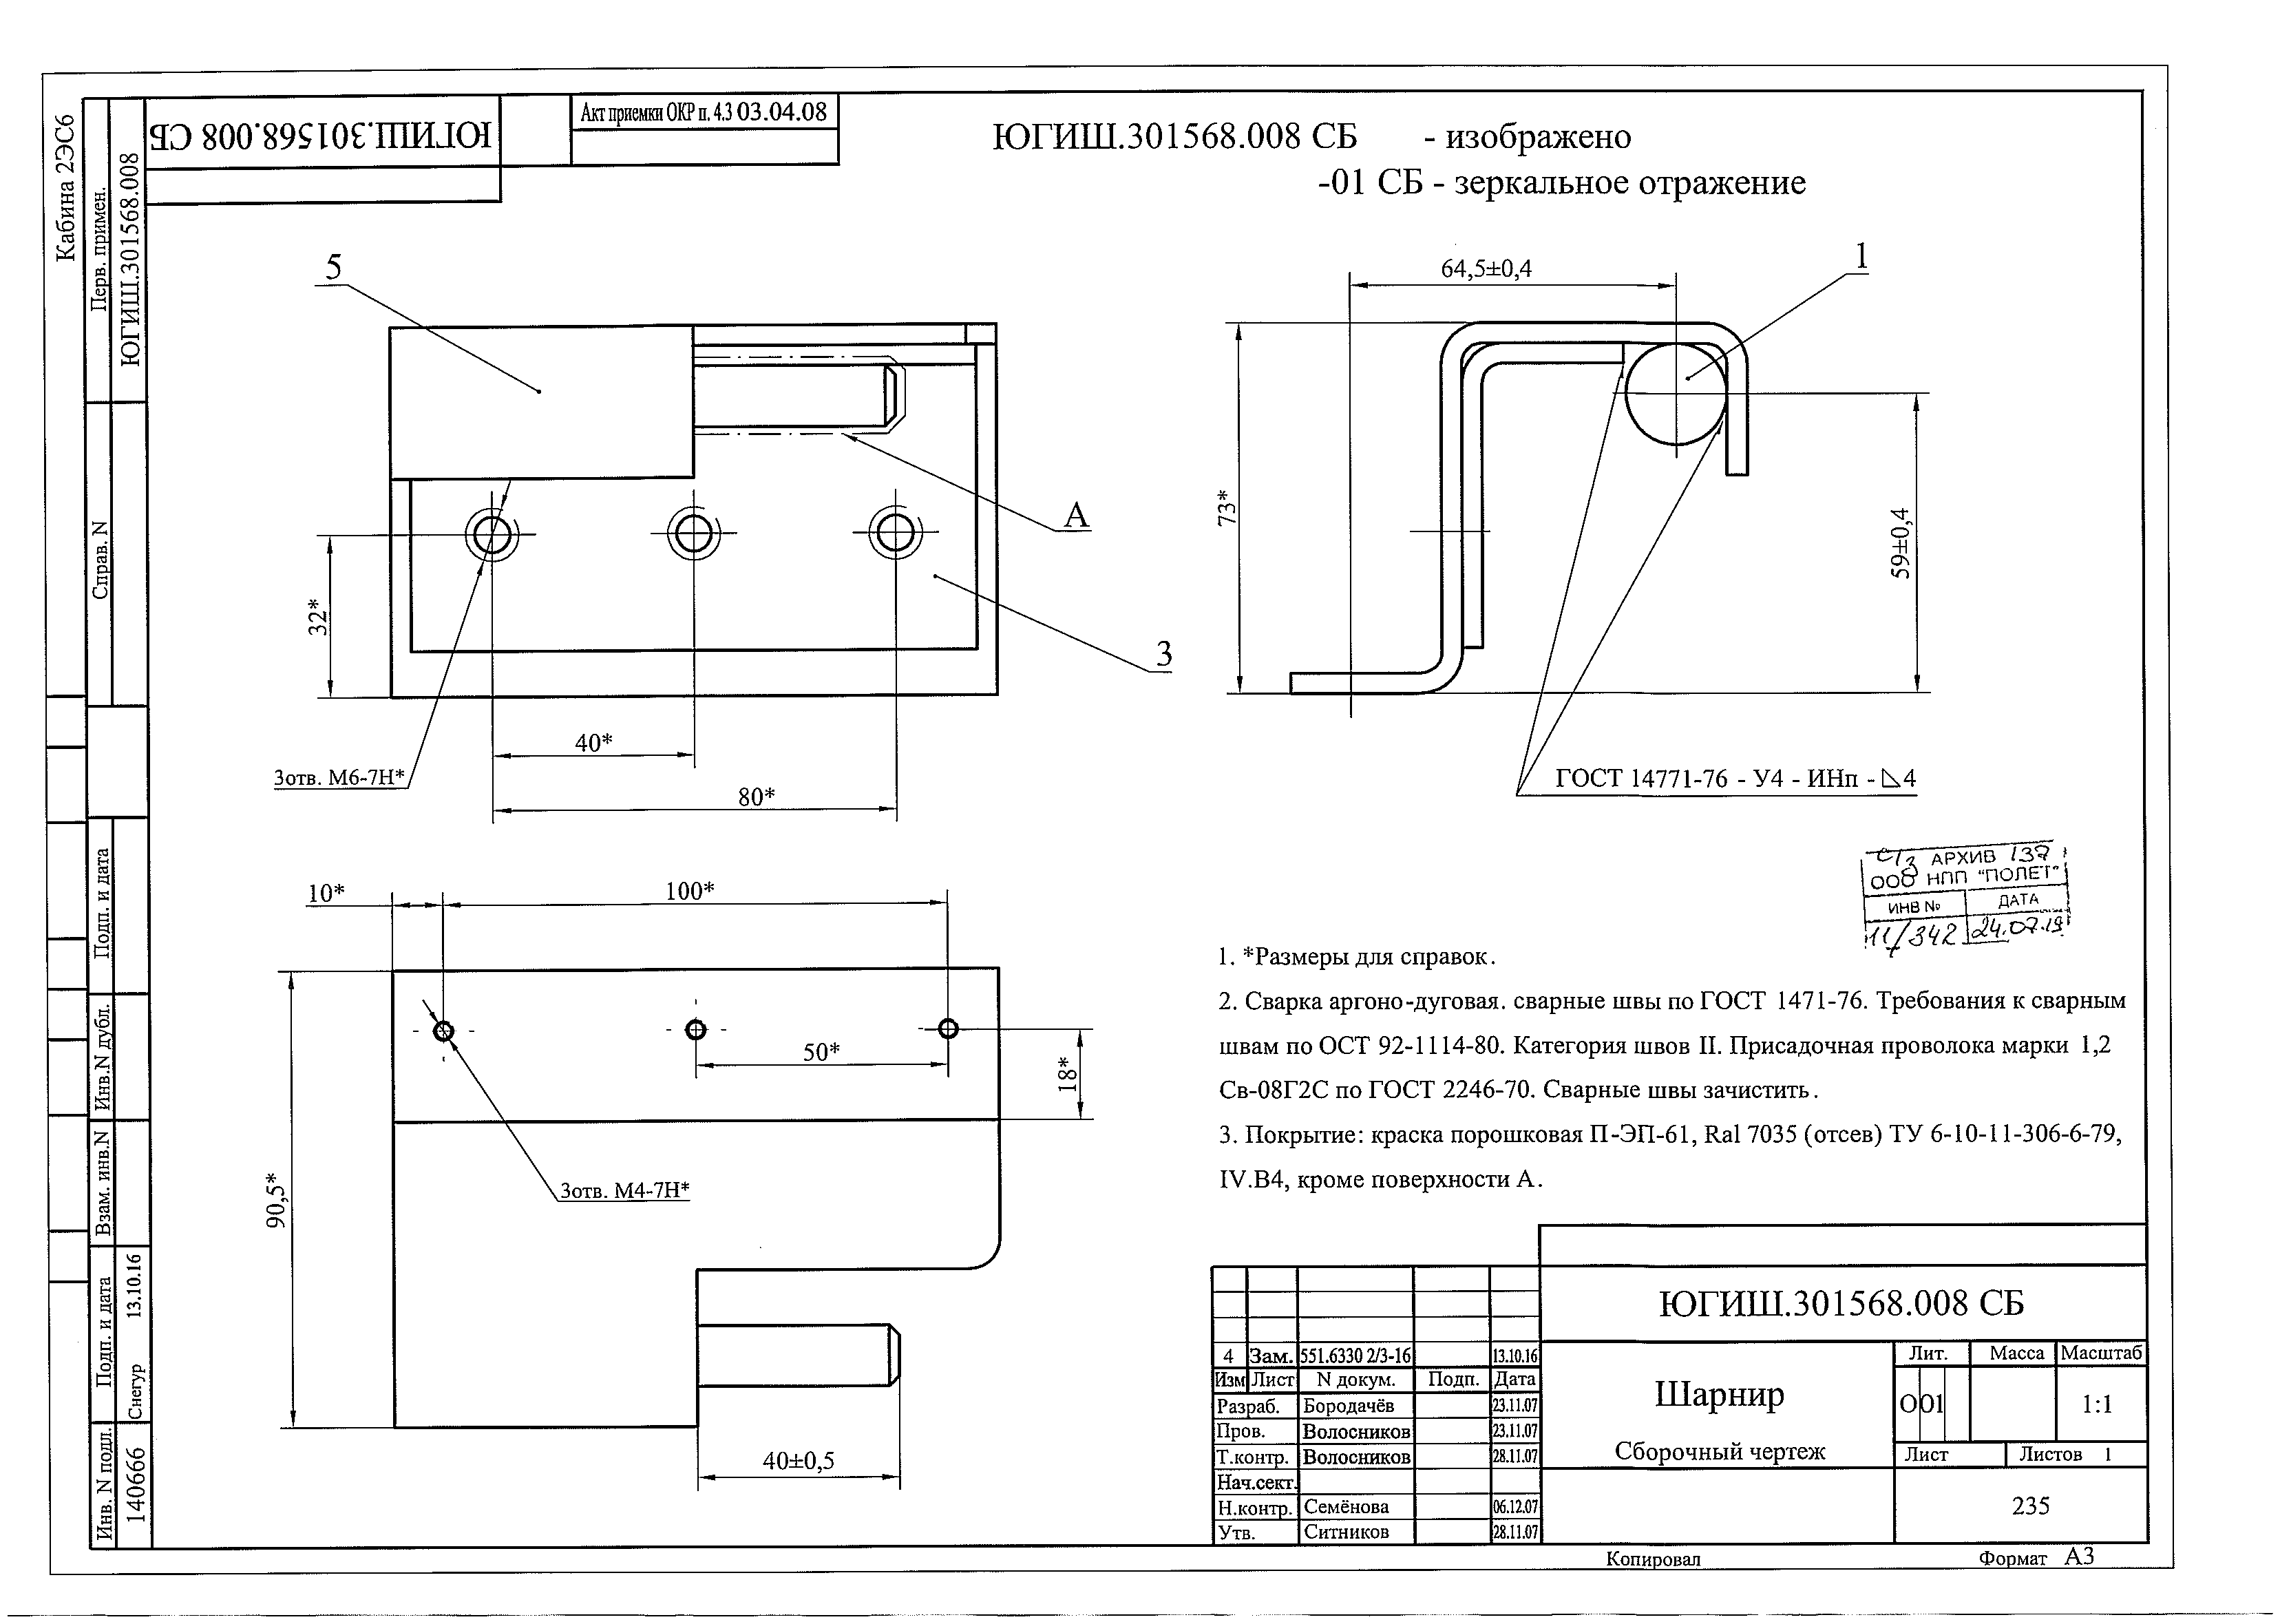 Кабина 2ЭС6
Перв. примен.
ЮГИШ.301568.008
Справ. N
Подп. и дата
Инв.N дубл.
Взам. инв.N
Подп. и дата
Снегур 13.10.16
Инв. N подл.
140666
ЮГИШ.301568.008 СБ
Акт приемки ОКР п. 4.3 03.04.08
ЮГИШ.301568.008 СБ - изображено
-01 СБ - зеркальное отражение
5
А
3
32*
40*
80*
3отв. М6-7Н*
64,5±0,4
1
73*
59±0,4
ГОСТ 14771-76 - У4 - ИНп - ◺4
10*
100*
50*
18*
90,5*
3отв. М4-7Н*
40±0,5
АРХИВ 137
ООО НПП "ПОЛЕТ"
ИНВ № ДАТА
11/342 24.07.19
1. *Размеры для справок.
2. Сварка аргоно-дуговая. сварные швы по ГОСТ 1471-76. Требования к сварным
швам по ОСТ 92-1114-80. Категория швов II. Присадочная проволока марки 1,2
Св-08Г2С по ГОСТ 2246-70. Сварные швы зачистить.
3. Покрытие: краска порошковая П-ЭП-61, Ral 7035 (отсев) ТУ 6-10-11-306-6-79,
IV.В4, кроме поверхности А.
ЮГИШ.301568.008 СБ
4 Зам. 551.6330 2/3-16 13.10.16
Изм Лист N докум. Подп. Дата
Разраб. Бородачёв 23.11.07
Пров. Волосников 23.11.07
Т.контр. Волосников 28.11.07
Нач.сект.
Н.контр. Семёнова 06.12.07
Утв. Ситников 28.11.07
Шарнир
Сборочный чертеж
Лит. Масса Масштаб
О О1 1:1
Лист Листов 1
235
Копировал Формат А3